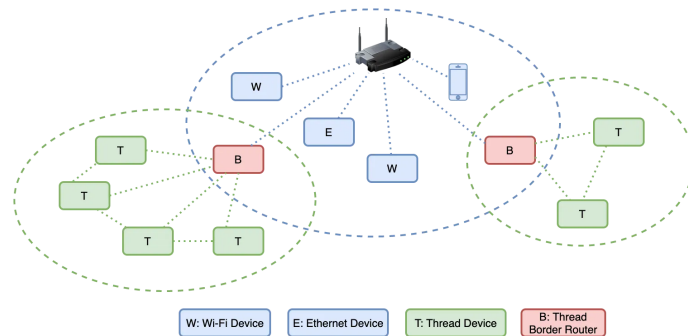 W
E
T
T
B
B
W
T
T
T
T
W: Wi-Fi Device
E: Ethernet Device
T: Thread Device
B: Thread
Border Router